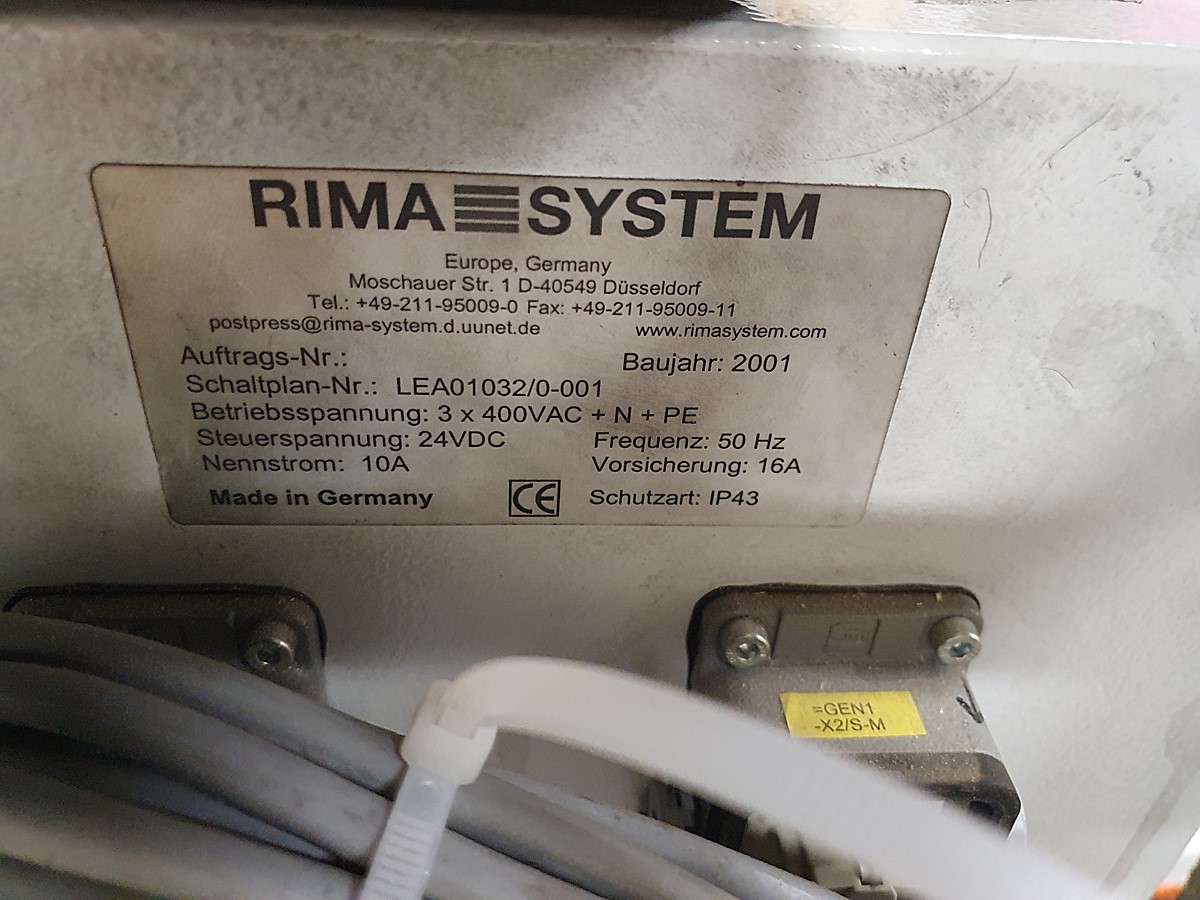 RIMA SYSTEM
Europe, Germany
Moschauer Str. 1 D-40549 Düsseldorf
Tel.: +49-211-95009-0 Fax: +49-211-95009-11
postpress@rima-system.d.uunet.de www.rimasystem.com
Auftrags-Nr.: Baujahr: 2001
Schaltplan-Nr.: LEA01032/0-001
Betriebsspannung: 3 x 400VAC + N + PE
Steuerspannung: 24VDC Frequenz: 50 Hz
Nennstrom: 10A Vorsicherung: 16A
Made in Germany CE Schutzart: IP43
=GEN1
-X2/S-M